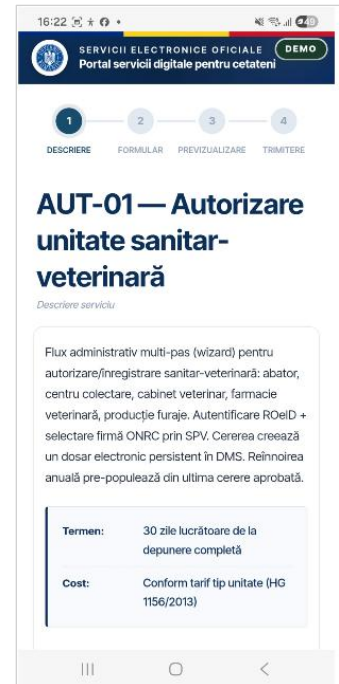 16:22
SERVICII ELECTRONICE OFICIALE
DEMO
Portal servicii digitale pentru cetateni
1 2 3 4
DESCRIERE FORMULAR PREVIZUALIZARE TRIMITERE
AUT-01 — Autorizare
unitate sanitar-
veterinară
Descriere serviciu
Flux administrativ multi-pas (wizard) pentru
autorizare/înregistrare sanitar-veterinară: abator,
centru colectare, cabinet veterinar, farmacie
veterinară, producție furaje. Autentificare ROeID +
selectare firmă ONRC prin SPV. Cererea creează
un dosar electronic persistent în DMS. Reînnoirea
anuală pre-populează din ultima cerere aprobată.
Termen: 30 zile lucrătoare de la
depunere completă
Cost: Conform tarif tip unitate (HG
1156/2013)